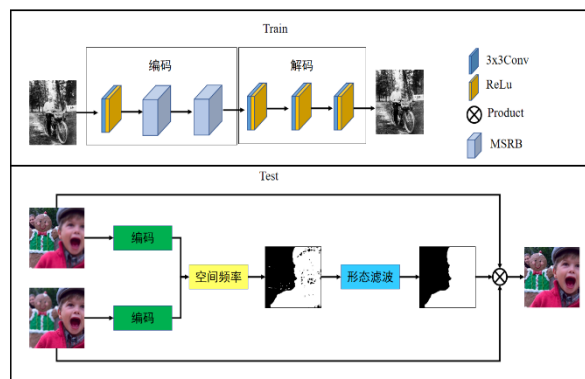 Train
编码
解码
3x3Conv
ReLu
Product
MSRB
Test
编码
空间频率
形态滤波
编码